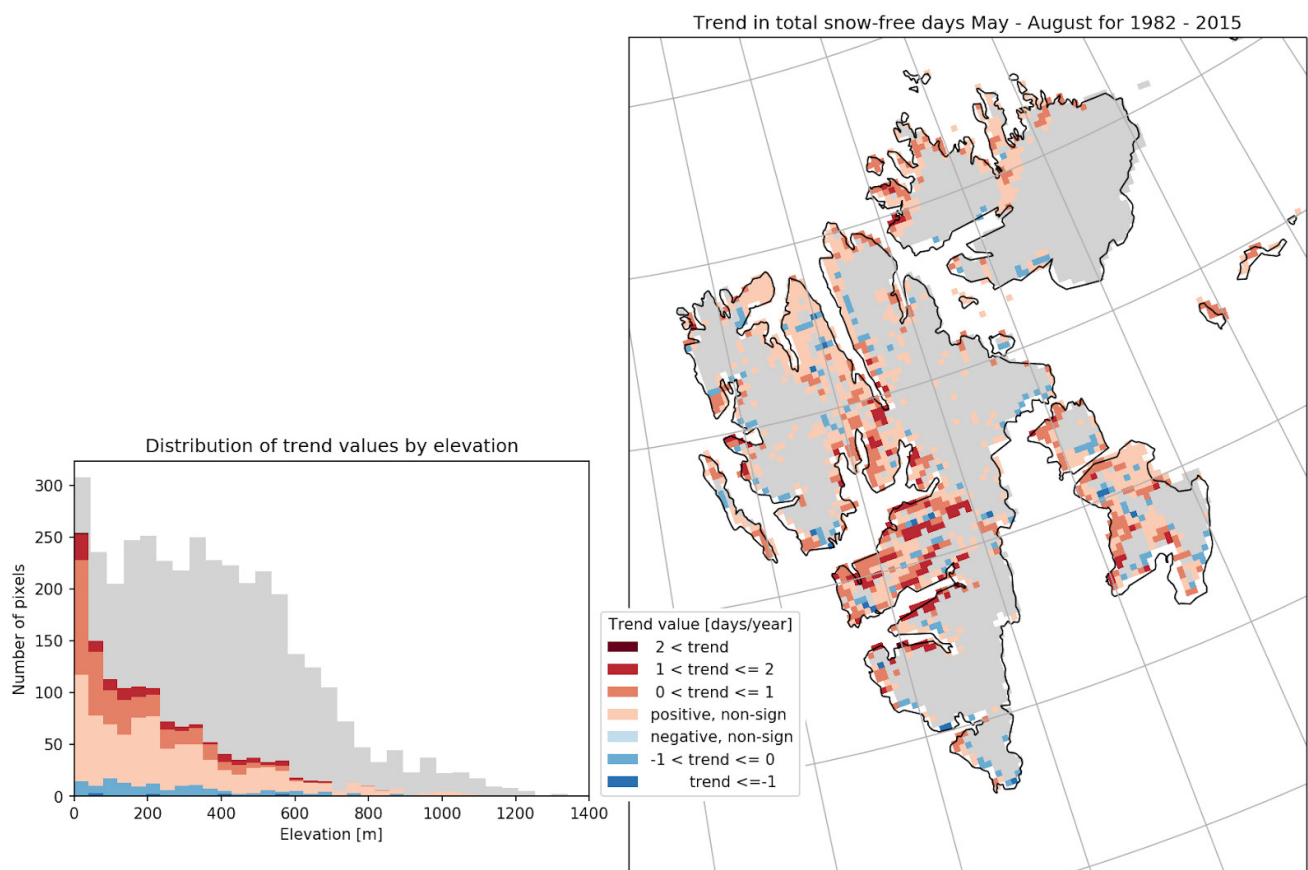 Trend in total snow-free days May - August for 1982 - 2015
Distribution of trend values by elevation
Number of pixels
300
250
200
150
100
50
0
0 200 400 600 800 1000 1200 1400
Elevation [m]
Trend value [days/year]
2 < trend
1 < trend <= 2
0 < trend <= 1
positive, non-sign
negative, non-sign
-1 < trend <= 0
trend <=-1